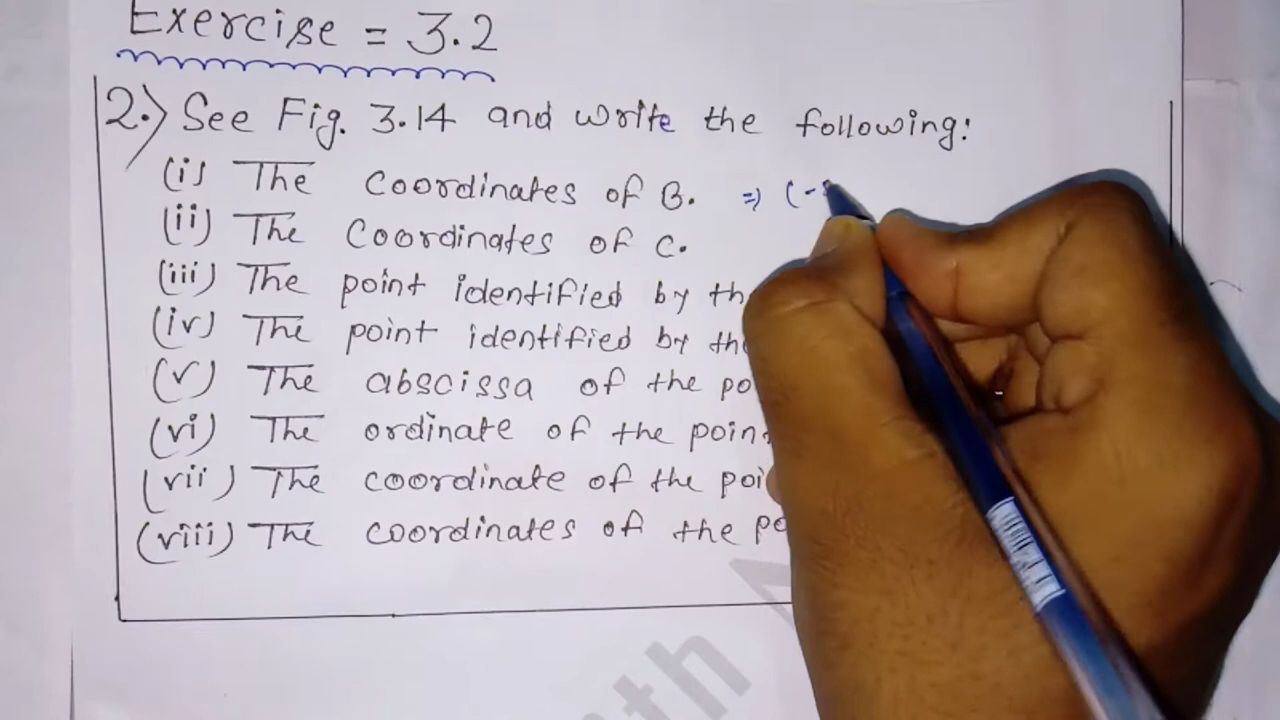 Exercise = 3.2
2.) See Fig. 3.14 and write the following:
(i) The coordinates of B. => (-
(ii) The coordinates of c.
(iii) The point identified by th
(iv) The point identified by the
(v) The abscissa of the po
(vi) The ordinate of the poin
(vii) The coordinate of the poi
(viii) The coordinates of the po